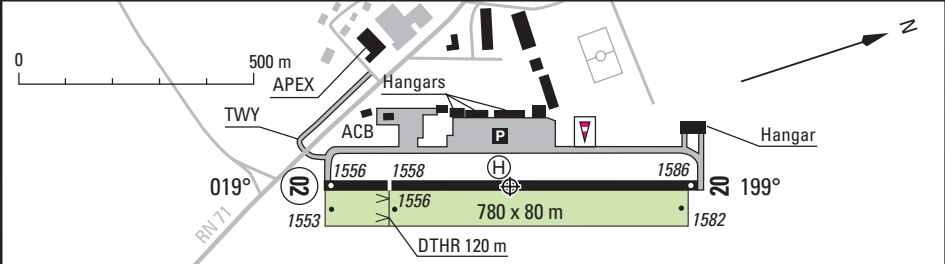 N
0
500 m
APEX
Hangars
TWY
ACB
P
Hangar
1556
1558
H
1586
019°
02
20
199°
1556
1553
780 x 80 m
1582
RN 71
DTHR 120 m